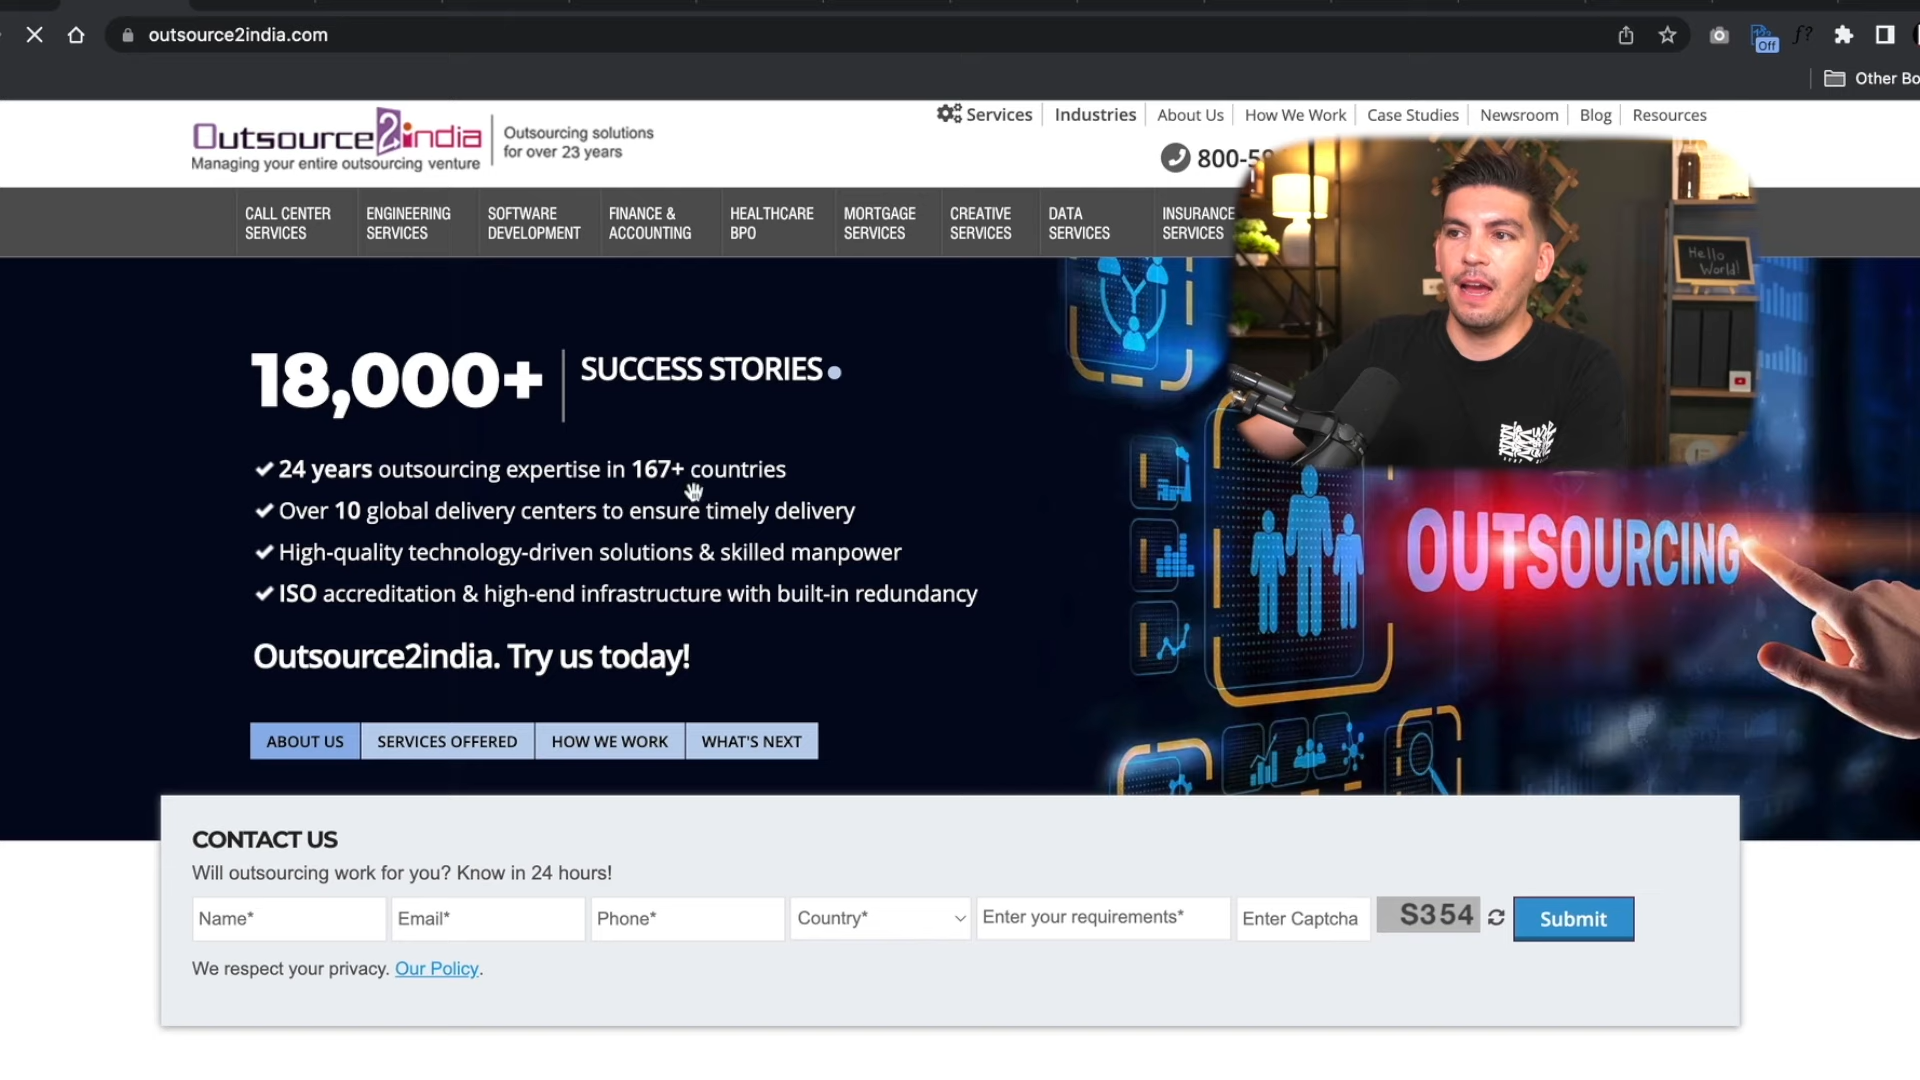 outsource2india.com
Off
f?
Other Bo
Outsource2india
Managing your entire outsourcing venture
Outsourcing solutions
for over 23 years
Services
Industries
About Us
How We Work
Case Studies
Newsroom
Blog
Resources
800-59
CALL CENTER
SERVICES
ENGINEERING
SERVICES
SOFTWARE
DEVELOPMENT
FINANCE &
ACCOUNTING
HEALTHCARE
BPO
MORTGAGE
SERVICES
CREATIVE
SERVICES
DATA
SERVICES
INSURANCE
SERVICES
Hello
World!
18,000+
SUCCESS STORIES
24 years outsourcing expertise in 167+ countries
Over 10 global delivery centers to ensure timely delivery
High-quality technology-driven solutions & skilled manpower
ISO accreditation & high-end infrastructure with built-in redundancy
Outsource2india. Try us today!
OUTSOURCING
ABOUT US
SERVICES OFFERED
HOW WE WORK
WHAT'S NEXT
CONTACT US
Will outsourcing work for you? Know in 24 hours!
Name*
Email*
Phone*
Country*
Enter your requirements*
Enter Captcha
S354
Submit
We respect your privacy. Our Policy.